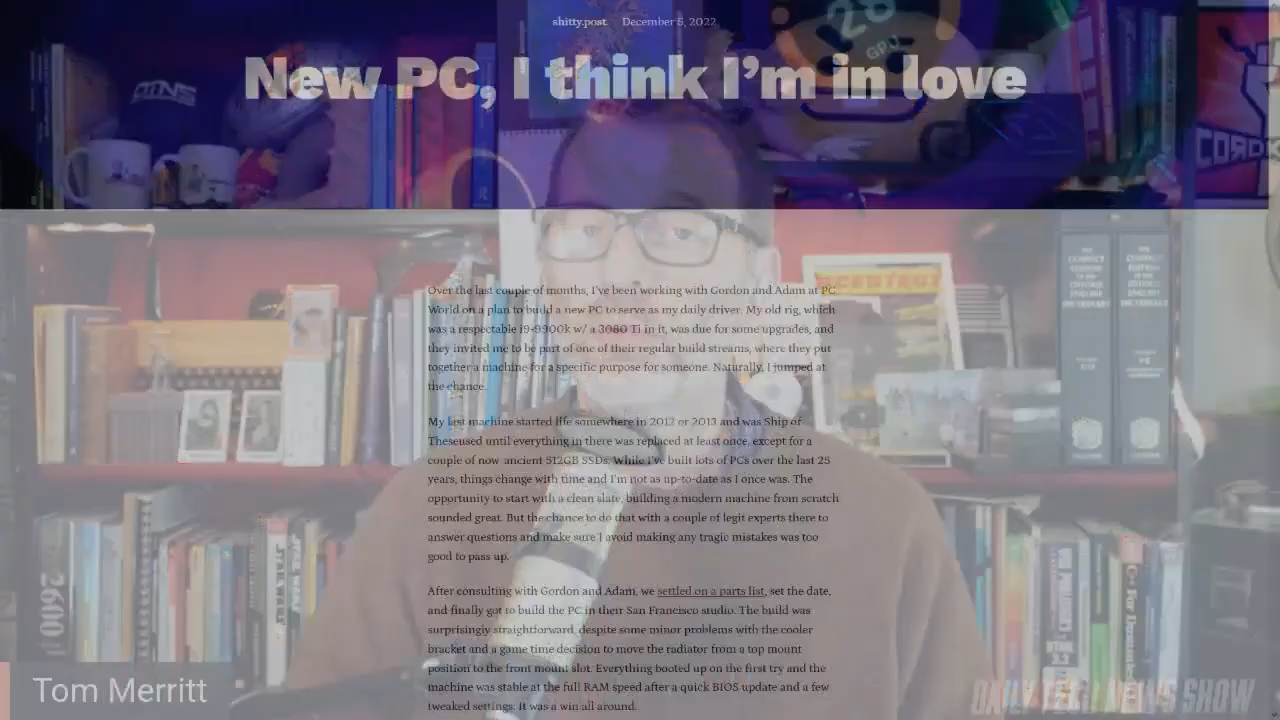 shitty.post December 5, 2022
New PC, I think I'm in love
28
GPU
DTNS
CORD
Over the last couple of months, I've been working with Gordon and Adam at PC
World on a plan to build a new PC to serve as my daily driver. My old rig, which
was a respectable i9-9900k w/ a 3080 Ti in it, was due for some upgrades, and
they invited me to be part of one of their regular build streams, where they put
together a machine for a specific purpose for someone. Naturally, I jumped at
the chance.
My last machine started life somewhere in 2012 or 2013 and was Ship of
Theseused until everything in there was replaced at least once, except for a
couple of now-ancient 512GB SSDs. While I've built lots of PCs over the last 25
years, things change with time and I'm not as up-to-date as I once was. The
opportunity to start with a clean slate, building a modern machine from scratch
sounded great. But the chance to do that with a couple of legit experts there to
answer questions and make sure I avoid making any tragic mistakes was too
good to pass up.
After consulting with Gordon and Adam, we settled on a parts list, set the date,
and finally got to build the PC in their San Francisco studio. The build was
surprisingly straightforward, despite some minor problems with the cooler
bracket and a game time decision to move the radiator from a top mount
position to the front mount slot. Everything booted up on the first try and the
machine was stable at the full RAM speed after a quick BIOS update and a few
tweaked settings. It was a win all around.
2600
STAR WARS
Tom Merritt
DAILY TECH NEWS SHOW